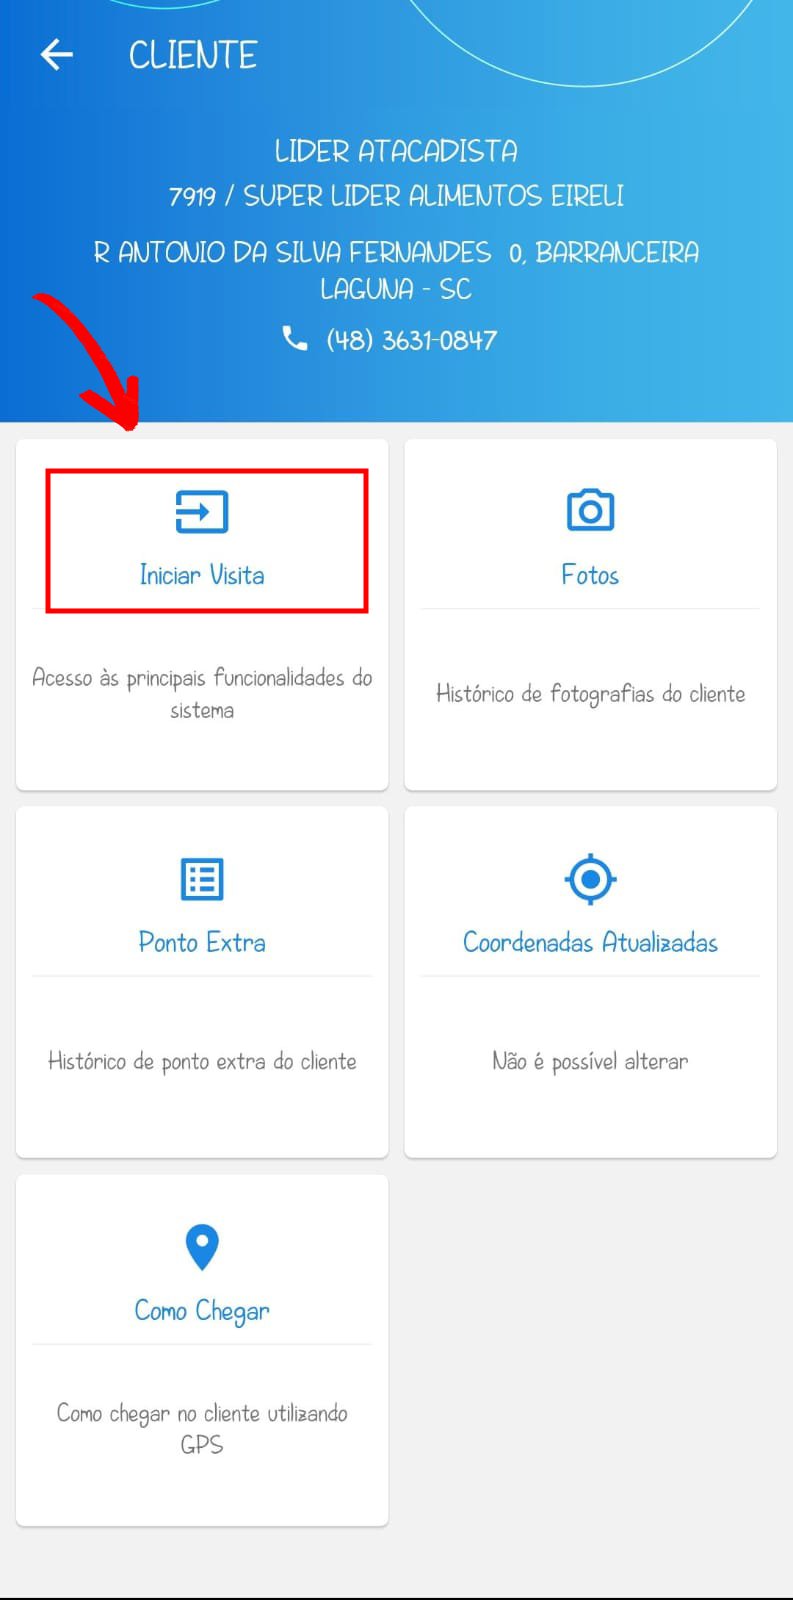 CLIENTE
LIDER ATACADISTA
7919 / SUPER LIDER ALIMENTOS EIRELI
R ANTONIO DA SILVA FERNANDES 0, BARRANCEIRA
LAGUNA - SC
(48) 3631-0847
Iniciar Visita
Acesso às principais funcionalidades do
sistema
Fotos
Histórico de fotografias do cliente
Ponto Extra
Histórico de ponto extra do cliente
Coordenadas Atualizadas
Não é possível alterar
Como Chegar
Como chegar no cliente utilizando
GPS